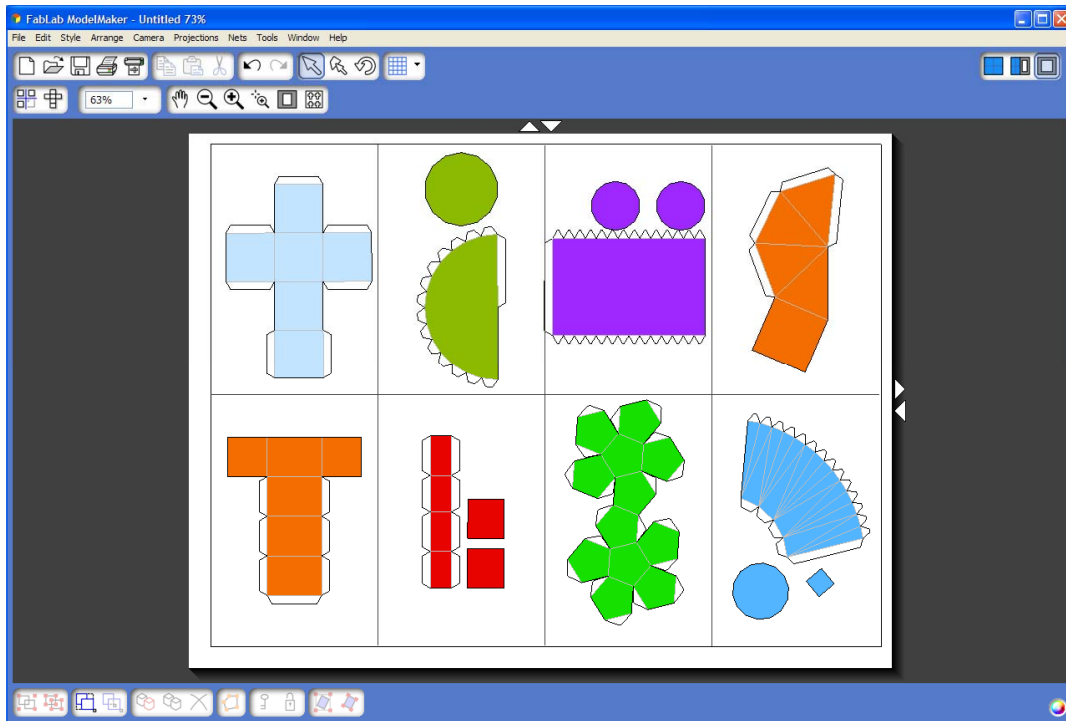 FabLab ModelMaker - Untitled 73%
File Edit Style Arrange Camera Projections Nets Tools Window Help
63%